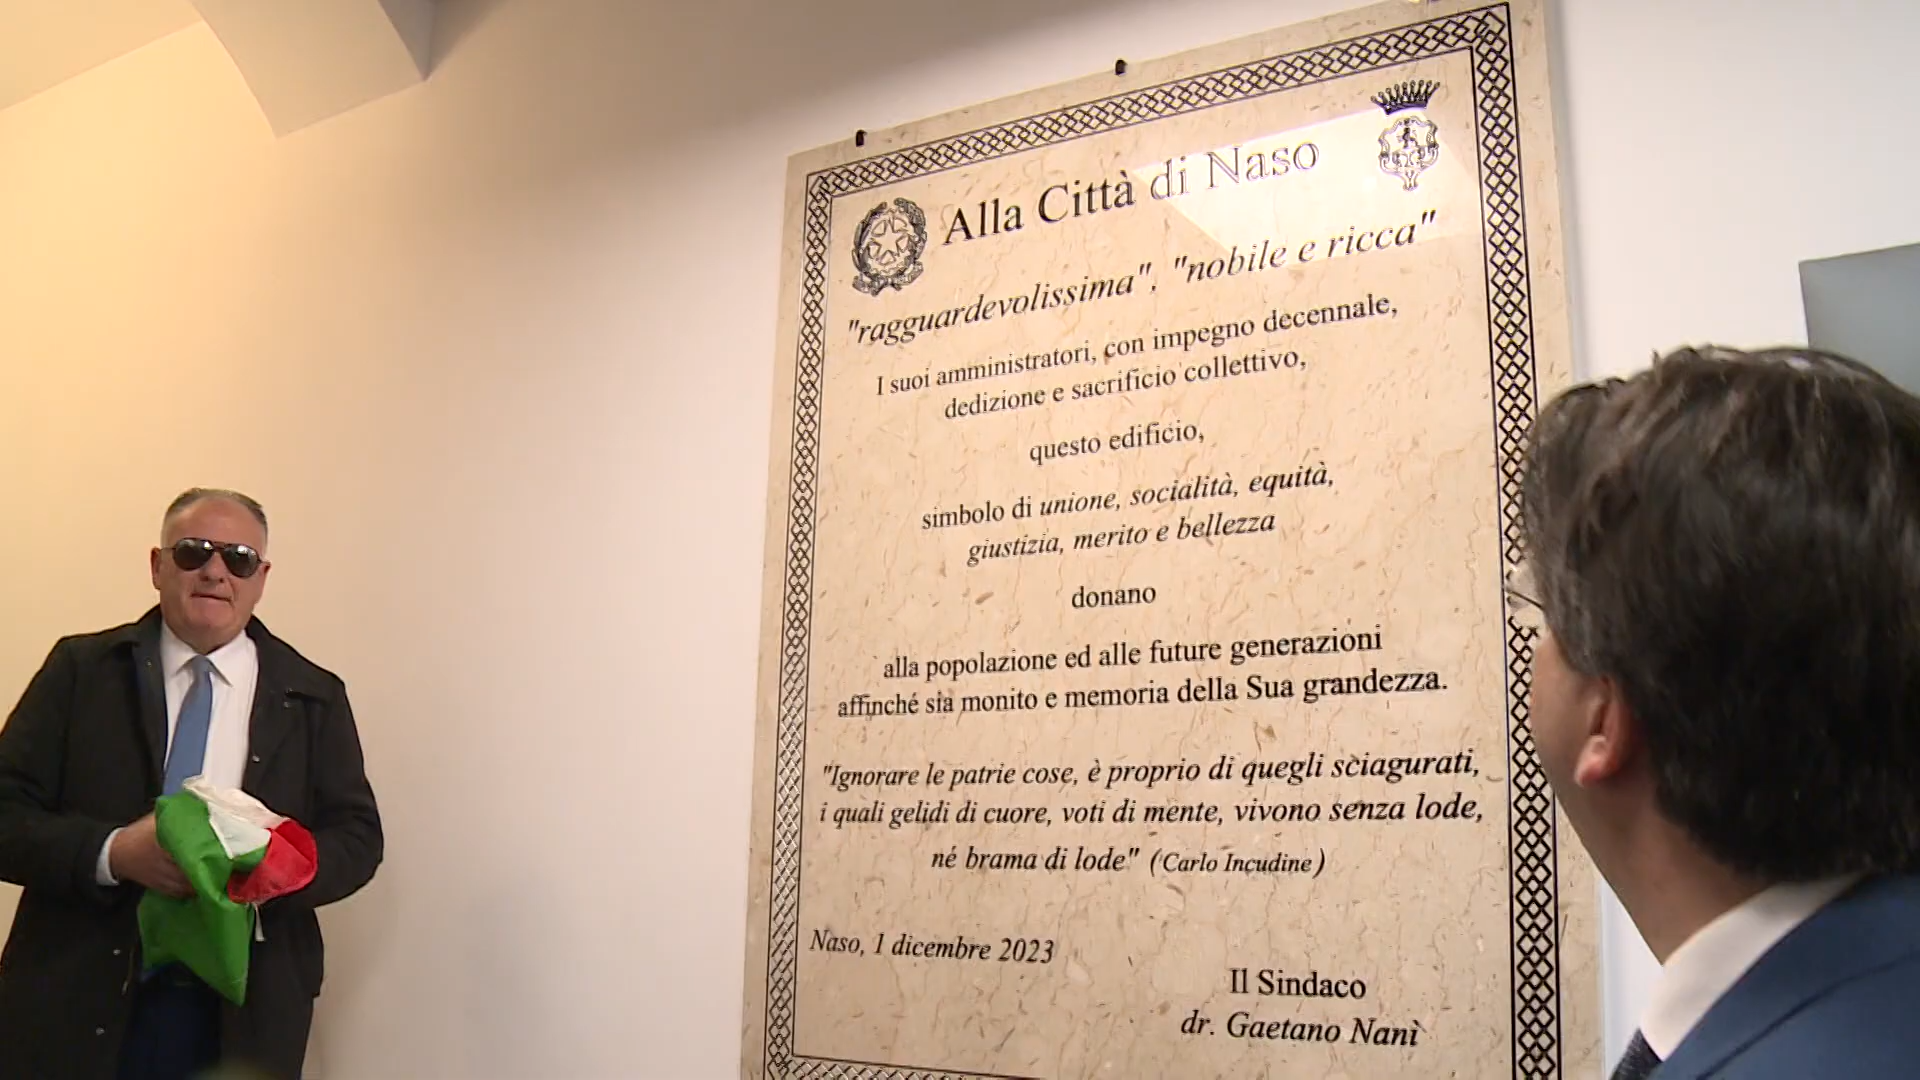 Alla Città di Naso
"ragguardevolissima", "nobile e ricca"
I suoi amministratori, con impegno decennale,
dedizione e sacrificio collettivo,
questo edificio,
simbolo di unione, socialità, equità,
giustizia, merito e bellezza
donano
alla popolazione ed alle future generazioni
affinché sia monito e memoria della Sua grandezza.
"Ignorare le patrie cose, è proprio di quegli sciagurati,
i quali gelidi di cuore, voti di mente, vivono senza lode,
né brama di lode" (Carlo Incudine)
Naso, 1 dicembre 2023
Il Sindaco
dr. Gaetano Nanì